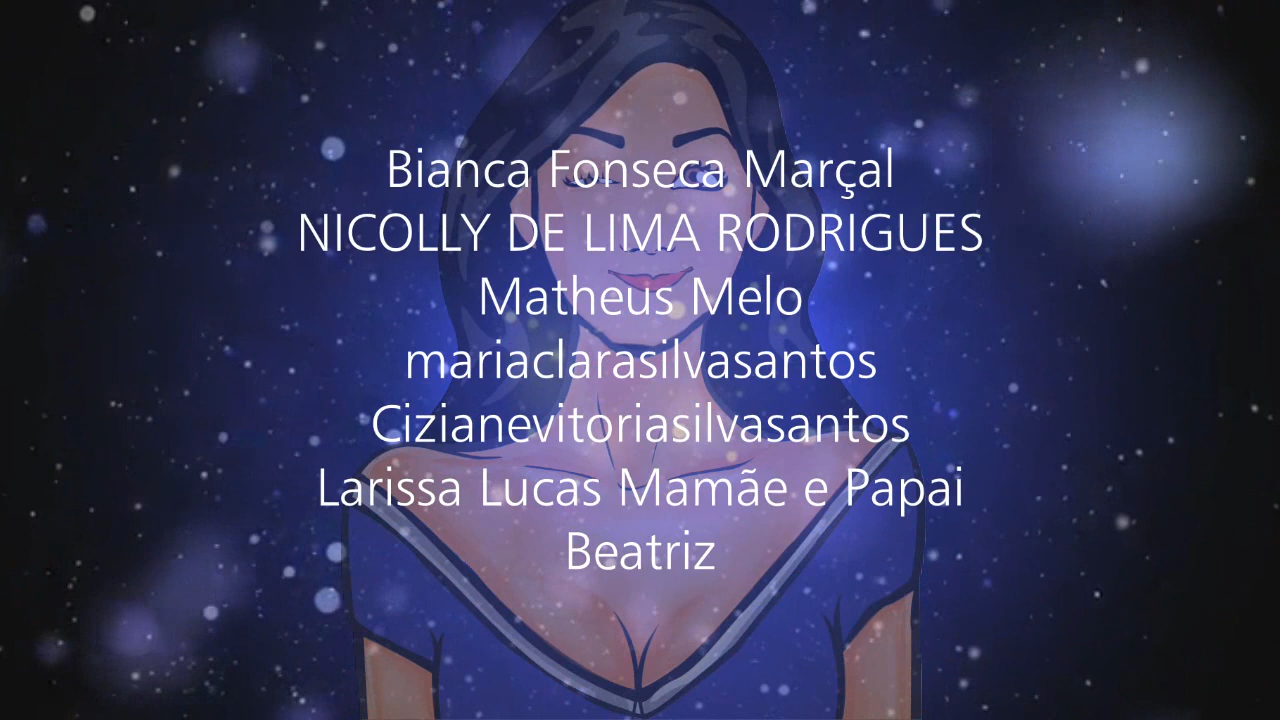 Bianca Fonseca Marçal
NICOLLY DE LIMA RODRIGUES
Matheus Melo
mariaclarasilvasantos
Cizianevitoriasilvasantos
Larissa Lucas Mamãe e Papai
Beatriz